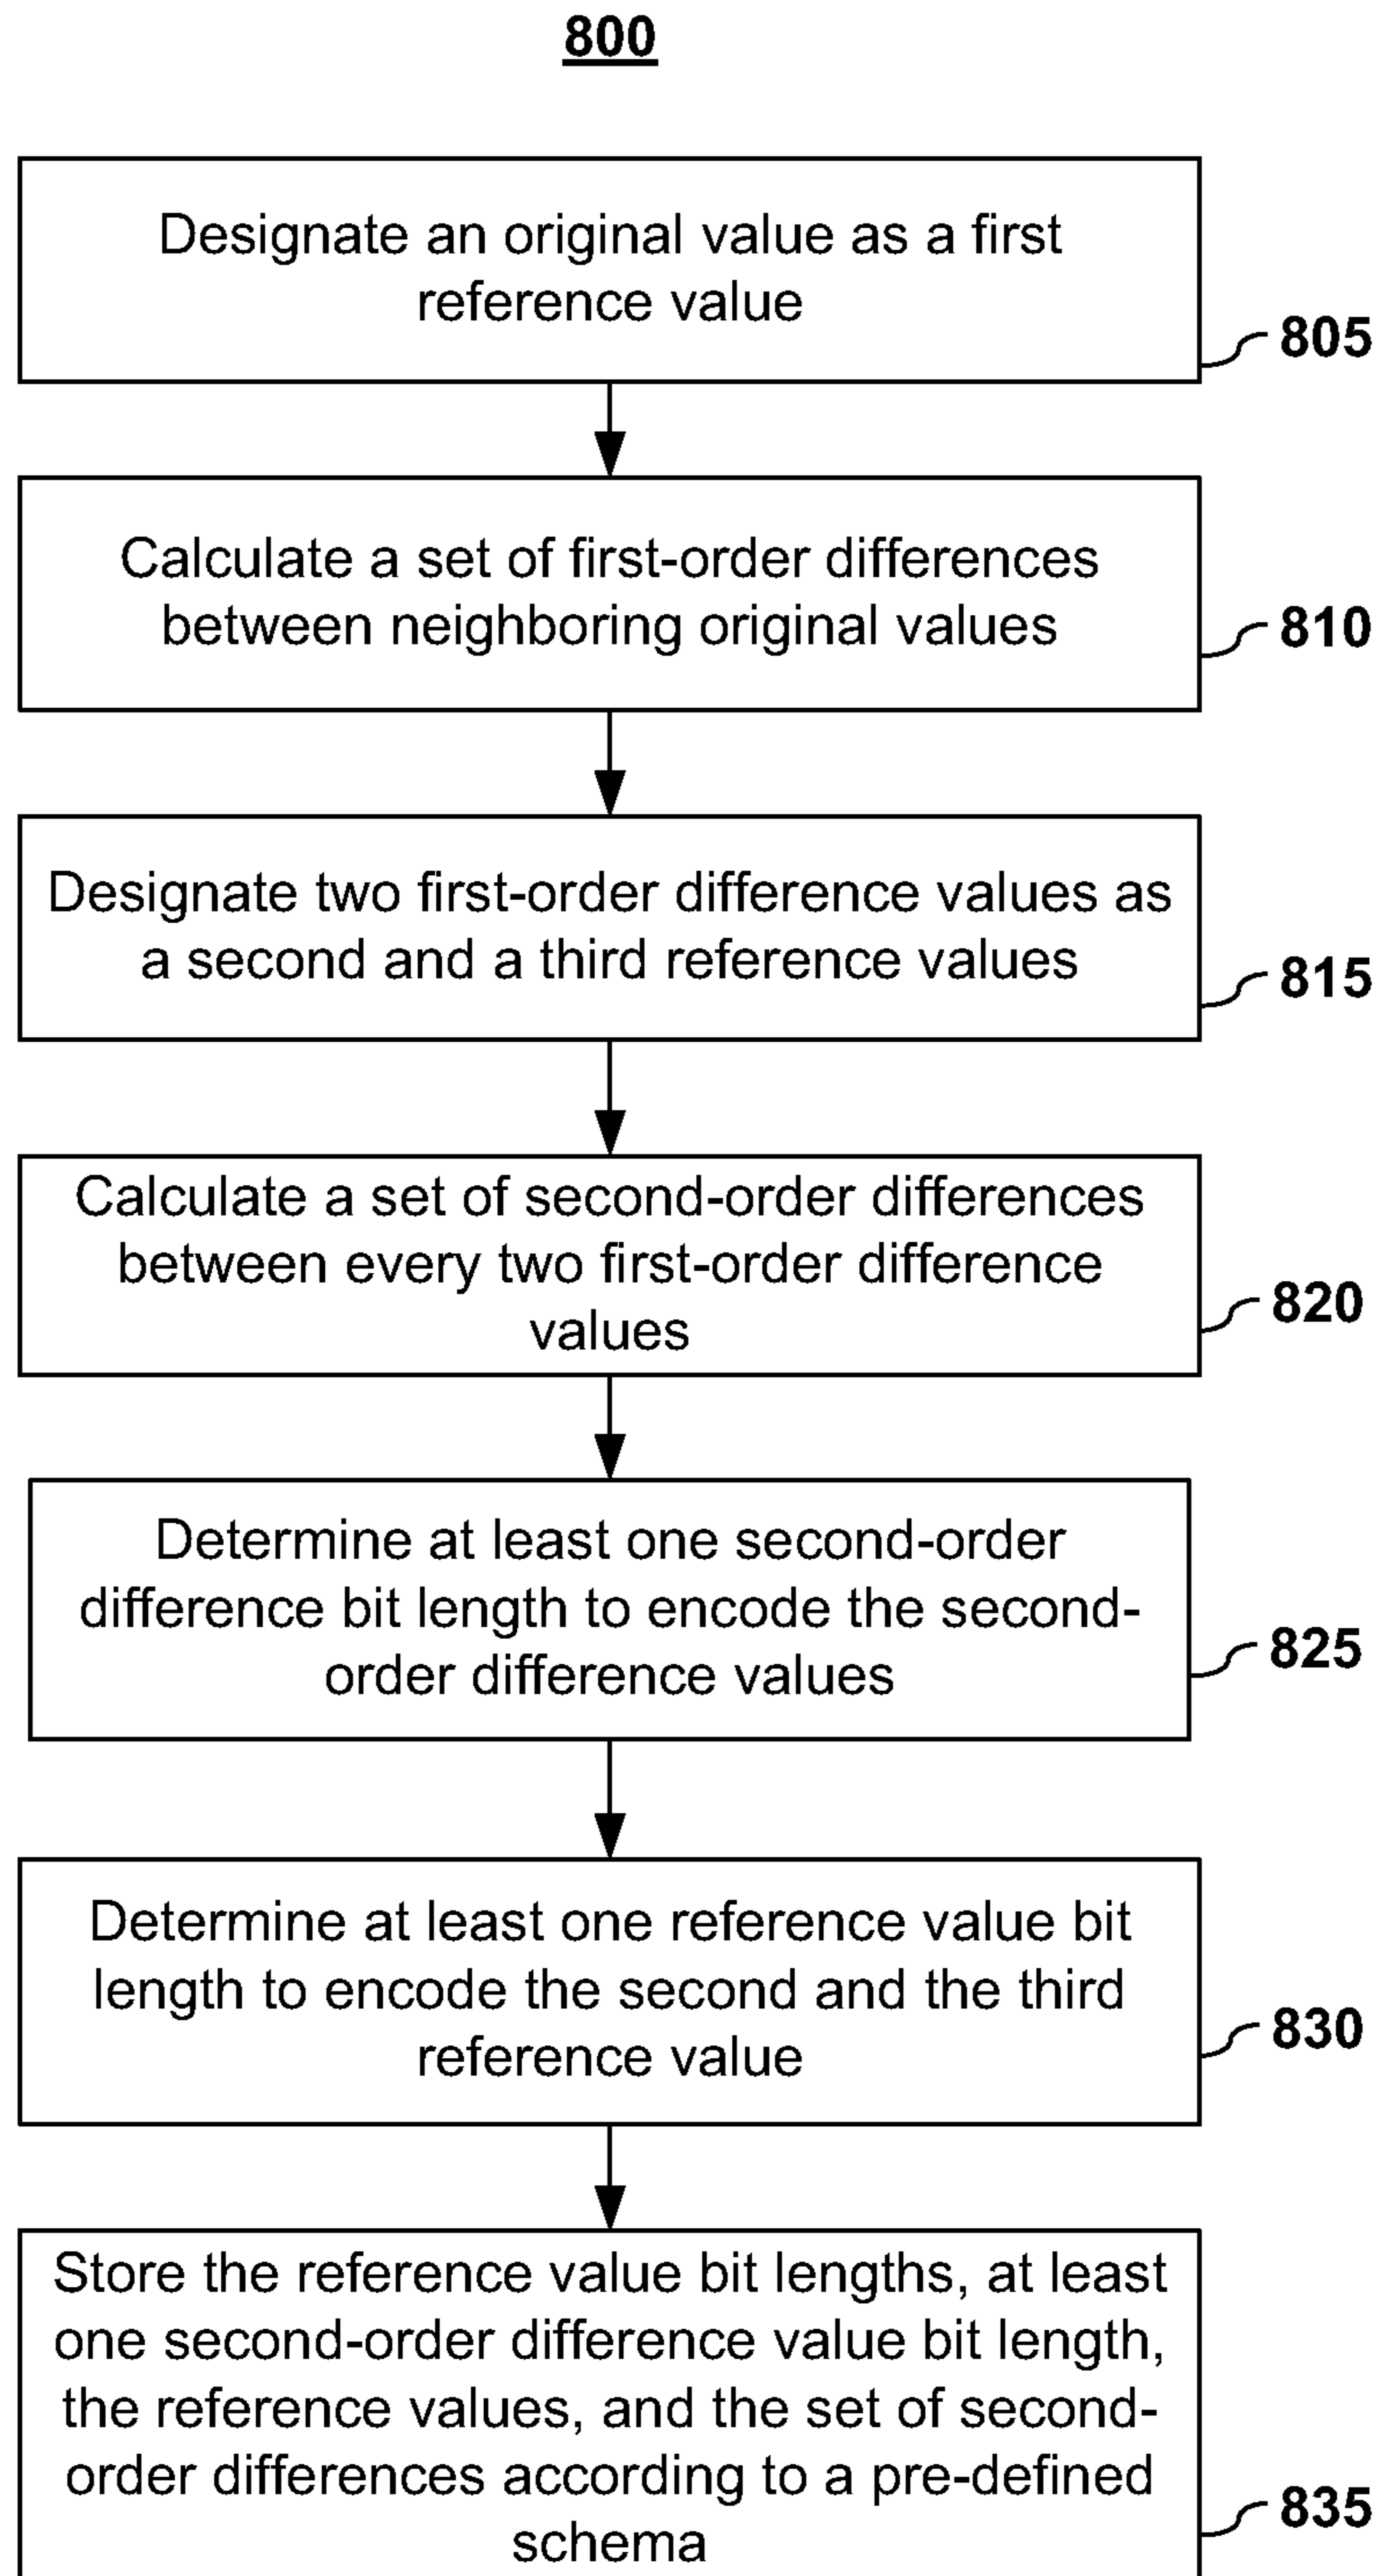 800
Designate an original value as a first
reference value
805
Calculate a set of first-order differences
between neighboring original values
810
Designate two first-order difference values as
a second and a third reference values
815
Calculate a set of second-order differences
between every two first-order difference
values
820
Determine at least one second-order
difference bit length to encode the second-
order difference values
825
Determine at least one reference value bit
length to encode the second and the third
reference value
830
Store the reference value bit lengths, at least
one second-order difference value bit length,
the reference values, and the set of second-
order differences according to a pre-defined
schema
835